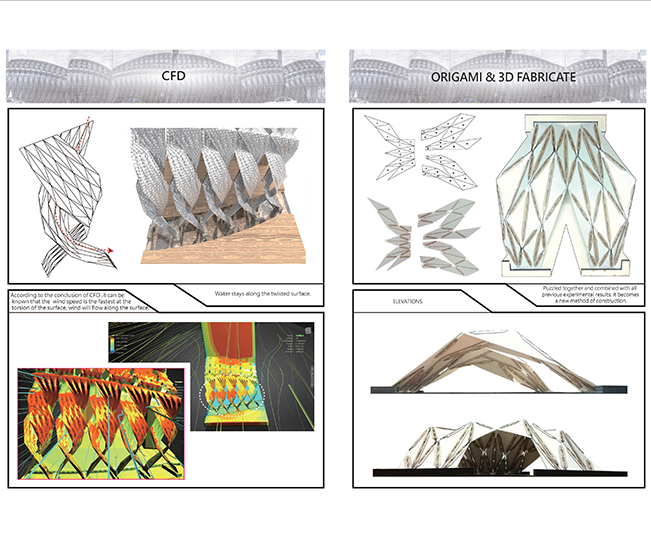 CFD
According to the conclusion of CFD ,it can be
known that the wind speed is the fastest at the
torsion of the surface, wind will flow along the surface.
Water stays along the twisted surface.
ORIGAMI & 3D FABRICATE
Puzzled together and combined with all
previous experimental results, it becomes
a new method of construction.
ELEVATIONS